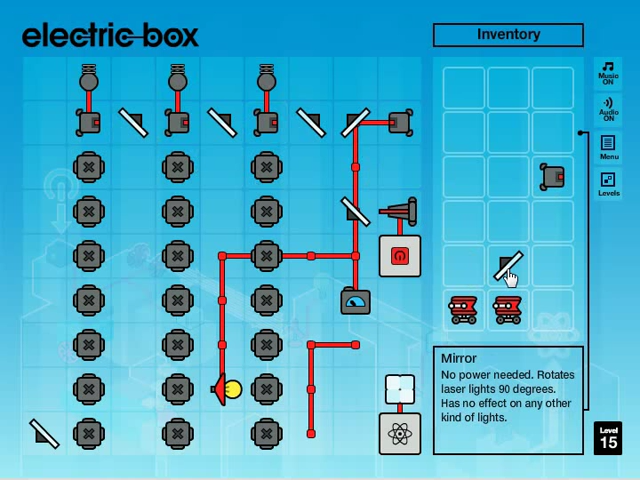 electric box
Inventory
Music
ON
Audio
ON
Menu
Levels
Mirror
No power needed. Rotates
laser lights 90 degrees.
Has no effect on any other
kind of lights.
Level
15